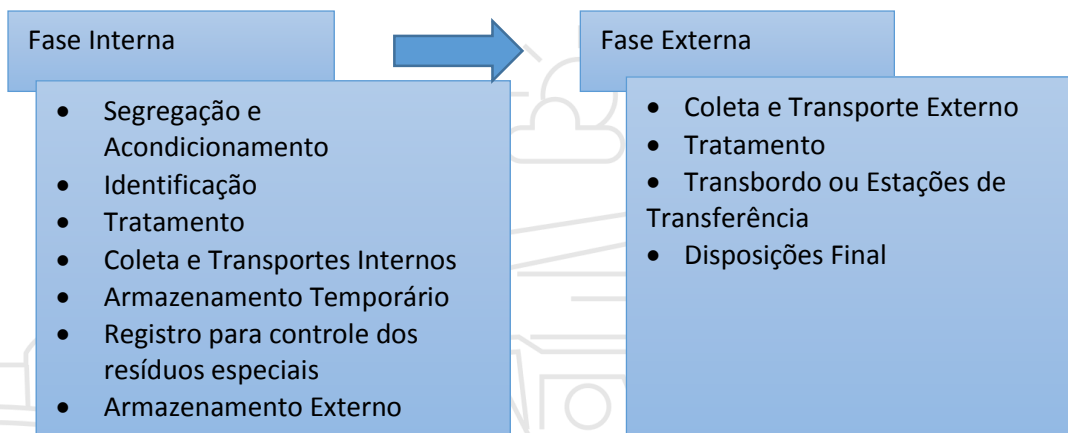 Fase Interna
• Segregação e
Acondicionamento
• Identificação
• Tratamento
• Coleta e Transportes Internos
• Armazenamento Temporário
• Registro para controle dos
resíduos especiais
• Armazenamento Externo
Fase Externa
• Coleta e Transporte Externo
• Tratamento
• Transbordo ou Estações de
Transferência
• Disposições Final